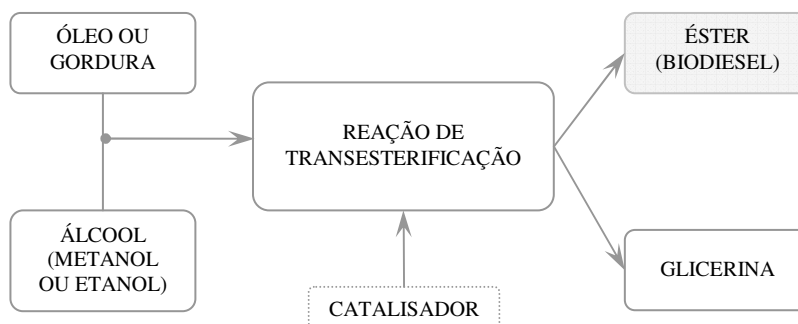 ÓLEO OU
GORDURA
ÁLCOOL
(METANOL
OU ETANOL)
REAÇÃO DE
TRANSESTERIFICAÇÃO
CATALISADOR
ÉSTER
(BIODIESEL)
GLICERINA